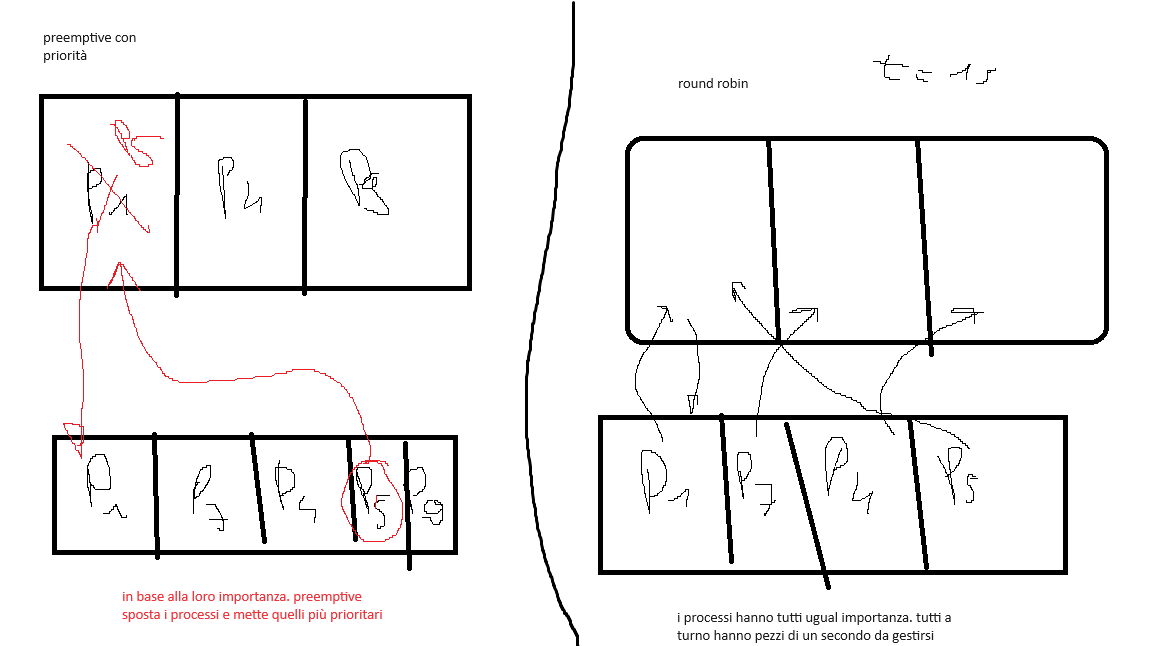 preemptive con
priorità
P5
P1
P4
P8
P1
P7
P4
P5
P9
in base alla loro importanza. preemptive
sposta i processi e mette quelli più prioritari
round robin
t = 1s
P1
P7
P4
P5
i processi hanno tutti ugual importanza. tutti a
turno hanno pezzi di un secondo da gestirsi